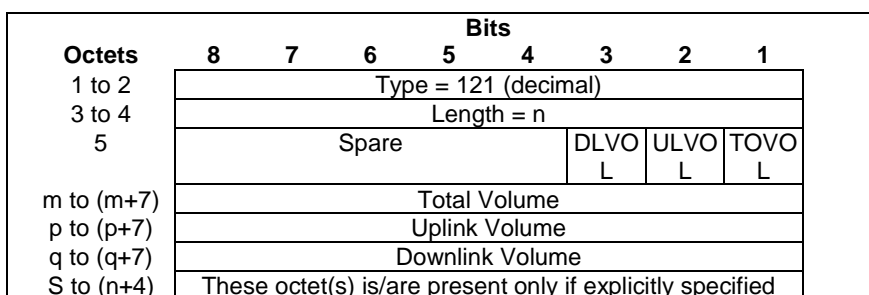 Bits
Octets 8 7 6 5 4 3 2 1
1 to 2 Type = 121 (decimal)
3 to 4 Length = n
5 Spare DLVO ULVO TOVO
L L L
m to (m+7) Total Volume
p to (p+7) Uplink Volume
q to (q+7) Downlink Volume
S to (n+4) These octet(s) is/are present only if explicitly specified